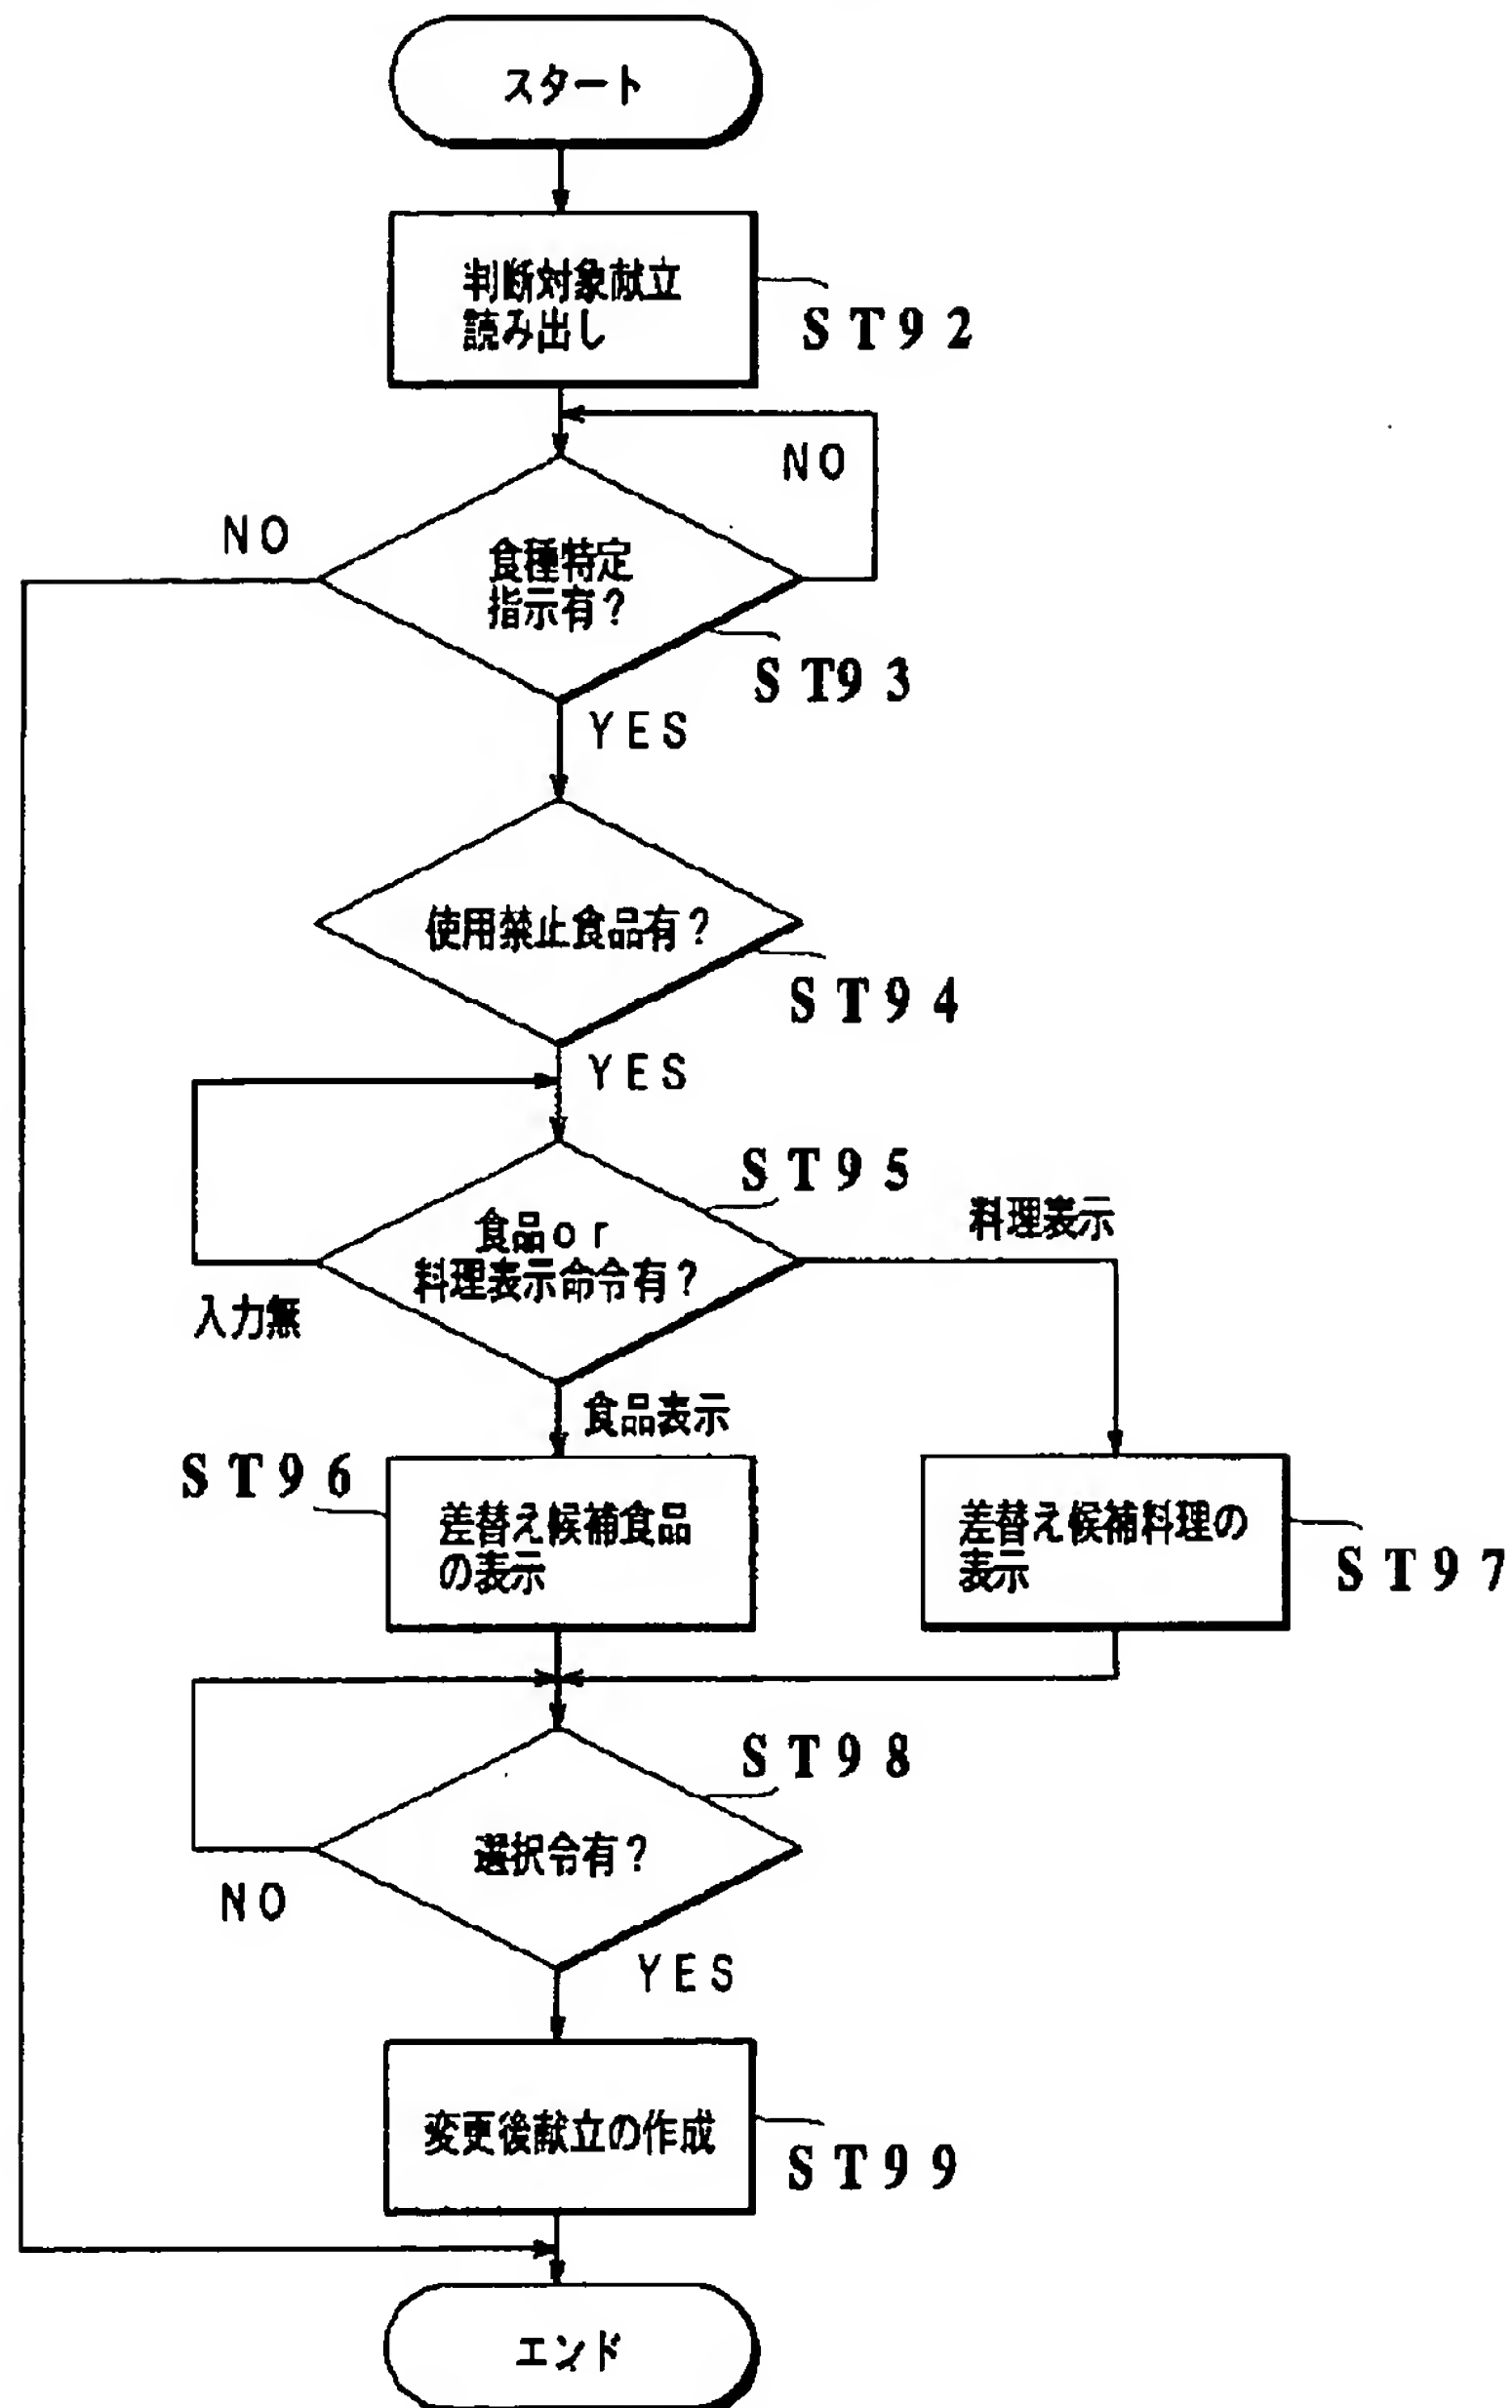 スタート
判断対象献立
読み出し
ST92
NO
NO
食種特定
指示有?
ST93
YES
使用禁止食品有?
ST94
YES
ST95
料理表示
食品or
料理表示命令有?
入力無
食品表示
ST96
差替え候補食品
の表示
差替え候補料理の
表示
ST97
ST98
選択令有?
NO
YES
変更後献立の作成
ST99
エンド